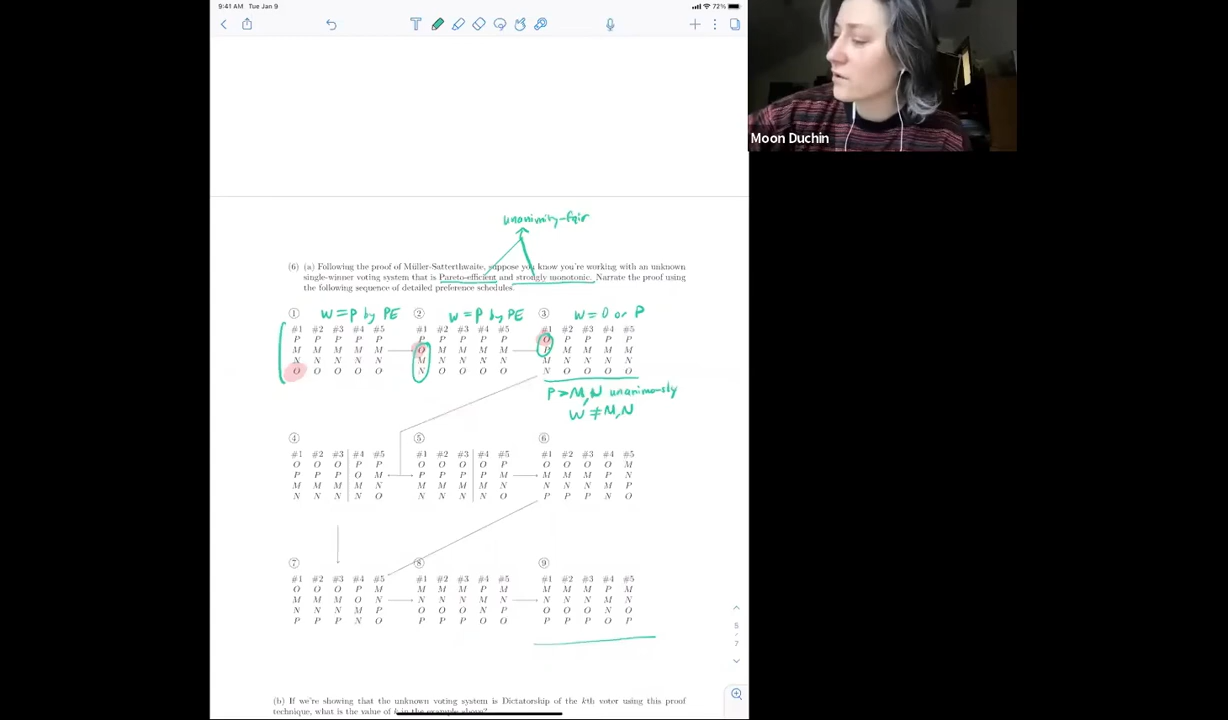 9:41 AM Tue Jan 9
72%
Moon Duchin
unanimity-fair
(6) (a) Following the proof of Müller-Satterthwaite, suppose you know you're working with an unknown
single-winner voting system that is Pareto-efficient and strongly monotonic. Narrate the proof using
the following sequence of detailed preference schedules.
① W=P by PE ② W=P by PE ③ W=O or P
#1 #2 #3 #4 #5 #1 #2 #3 #4 #5 #1 #2 #3 #4 #5
P P P P P P P P P P O P P P P
M M M M M O M M M M P M M M M
N N N N N M N N N N M N N N N
O O O O O N O O O O N O O O O
P>M,N unanimously
W≠M,N
④ ⑤ ⑥
#1 #2 #3 #4 #5 #1 #2 #3 #4 #5 #1 #2 #3 #4 #5
O O O P P O O O O P O O O O M
P P P O M P P P P M M M M M N
M M M M N M M M M N N N N N P
N N N N O N N N N O P P P P O
⑦ ⑧ ⑨
#1 #2 #3 #4 #5 #1 #2 #3 #4 #5 #1 #2 #3 #4 #5
O O O P M M M M P M M M M P M
M M M O N N N N M N N N N M N
N N N M P O O O N P O O O N O
P P P N O P P P O O P P P O P
5
7
(b) If we're showing that the unknown voting system is Dictatorship of the kth voter using this proof
technique, what is the value of k in the example above?